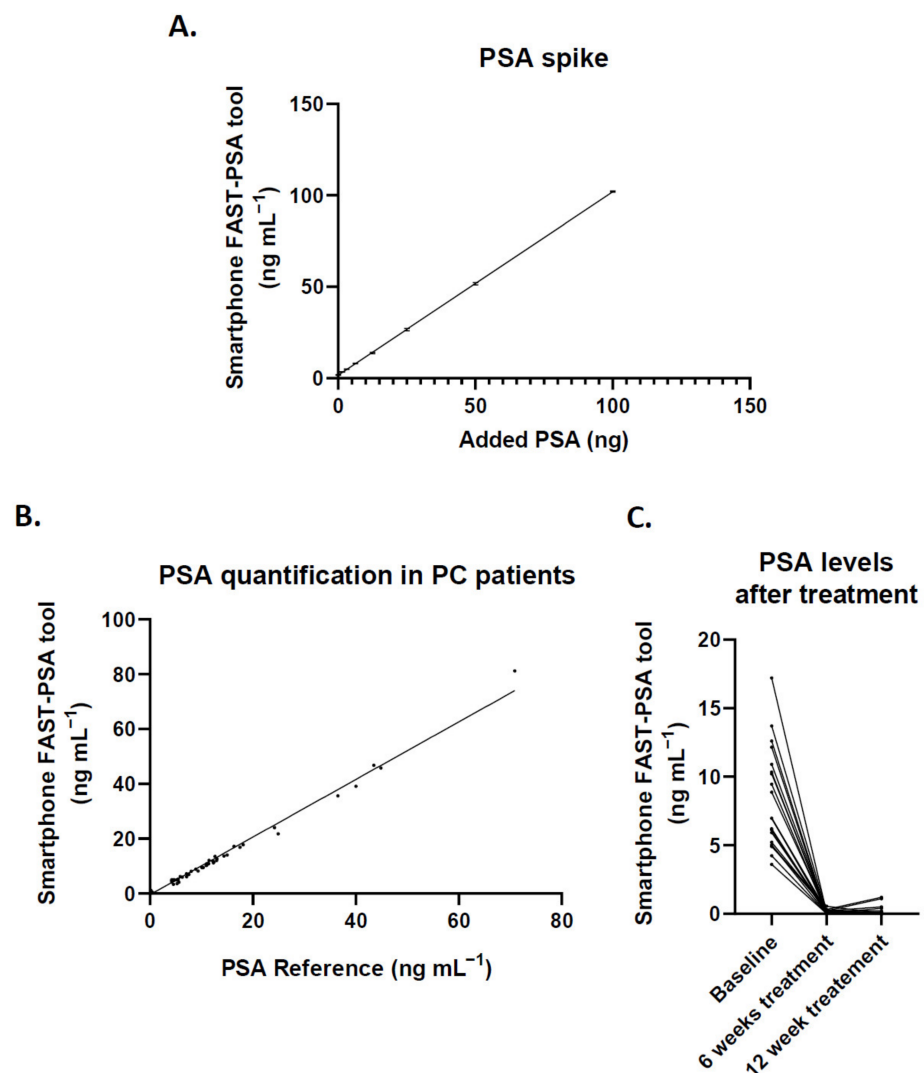 A.
PSA spike
Smartphone FAST-PSA tool
(ng mL⁻¹)
150
100
50
0
0 50 100 150
Added PSA (ng)
B.
PSA quantification in PC patients
Smartphone FAST-PSA tool
(ng mL⁻¹)
100
80
60
40
20
0
0 20 40 60 80
PSA Reference (ng mL⁻¹)
C.
PSA levels
after treatment
Smartphone FAST-PSA tool
(ng mL⁻¹)
20
15
10
5
0
Baseline
6 weeks treatment
12 week treatement